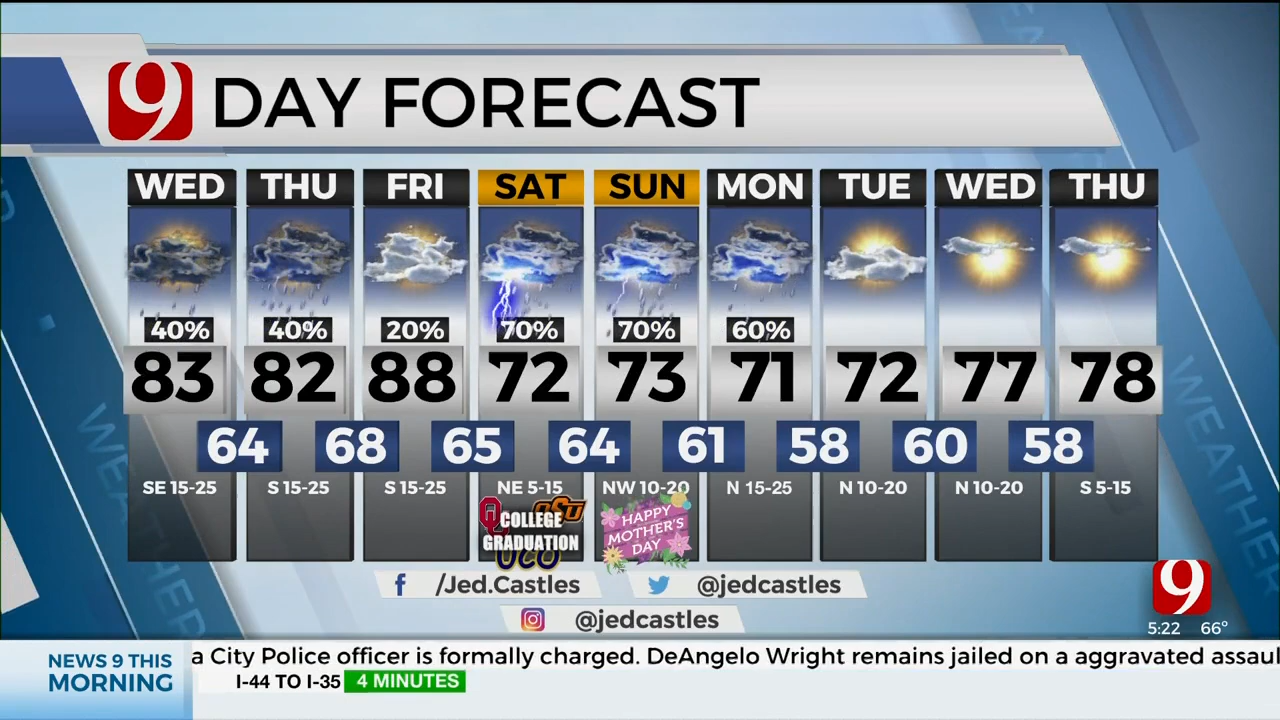 9 DAY FORECAST
WED THU FRI SAT SUN MON TUE WED THU
40% 40% 20% 70% 70% 60%
83 82 88 72 73 71 72 77 78
64 68 65 64 61 58 60 58
SE 15-25 S 15-25 S 15-25 NE 5-15 NW 10-20 N 15-25 N 10-20 N 10-20 S 5-15
OU OSU
COLLEGE
GRADUATION
UCO
HAPPY
MOTHER'S
DAY
f /Jed.Castles @jedcastles
@jedcastles
9
5:22 66°
NEWS 9 THIS
MORNING
a City Police officer is formally charged. DeAngelo Wright remains jailed on a aggravated assaul
I-44 TO I-35 4 MINUTES
WEATHER